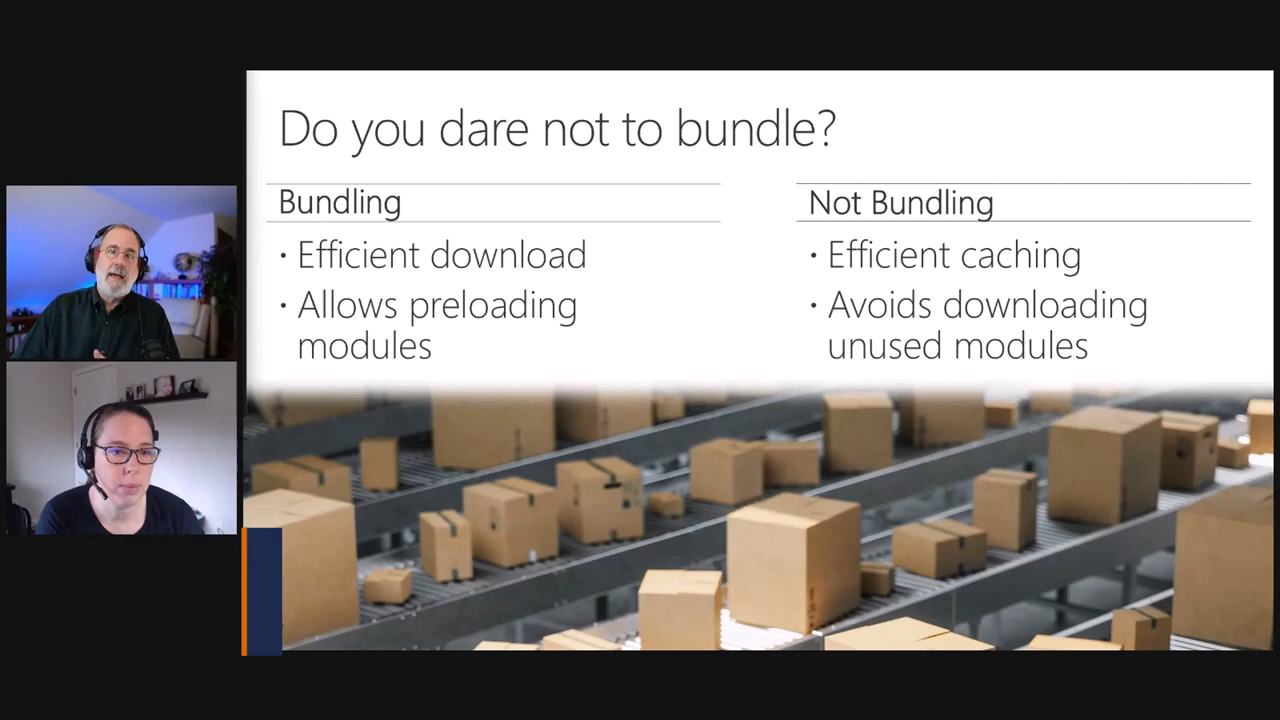 Do you dare not to bundle?
Bundling
· Efficient download
· Allows preloading
modules
Not Bundling
· Efficient caching
· Avoids downloading
unused modules